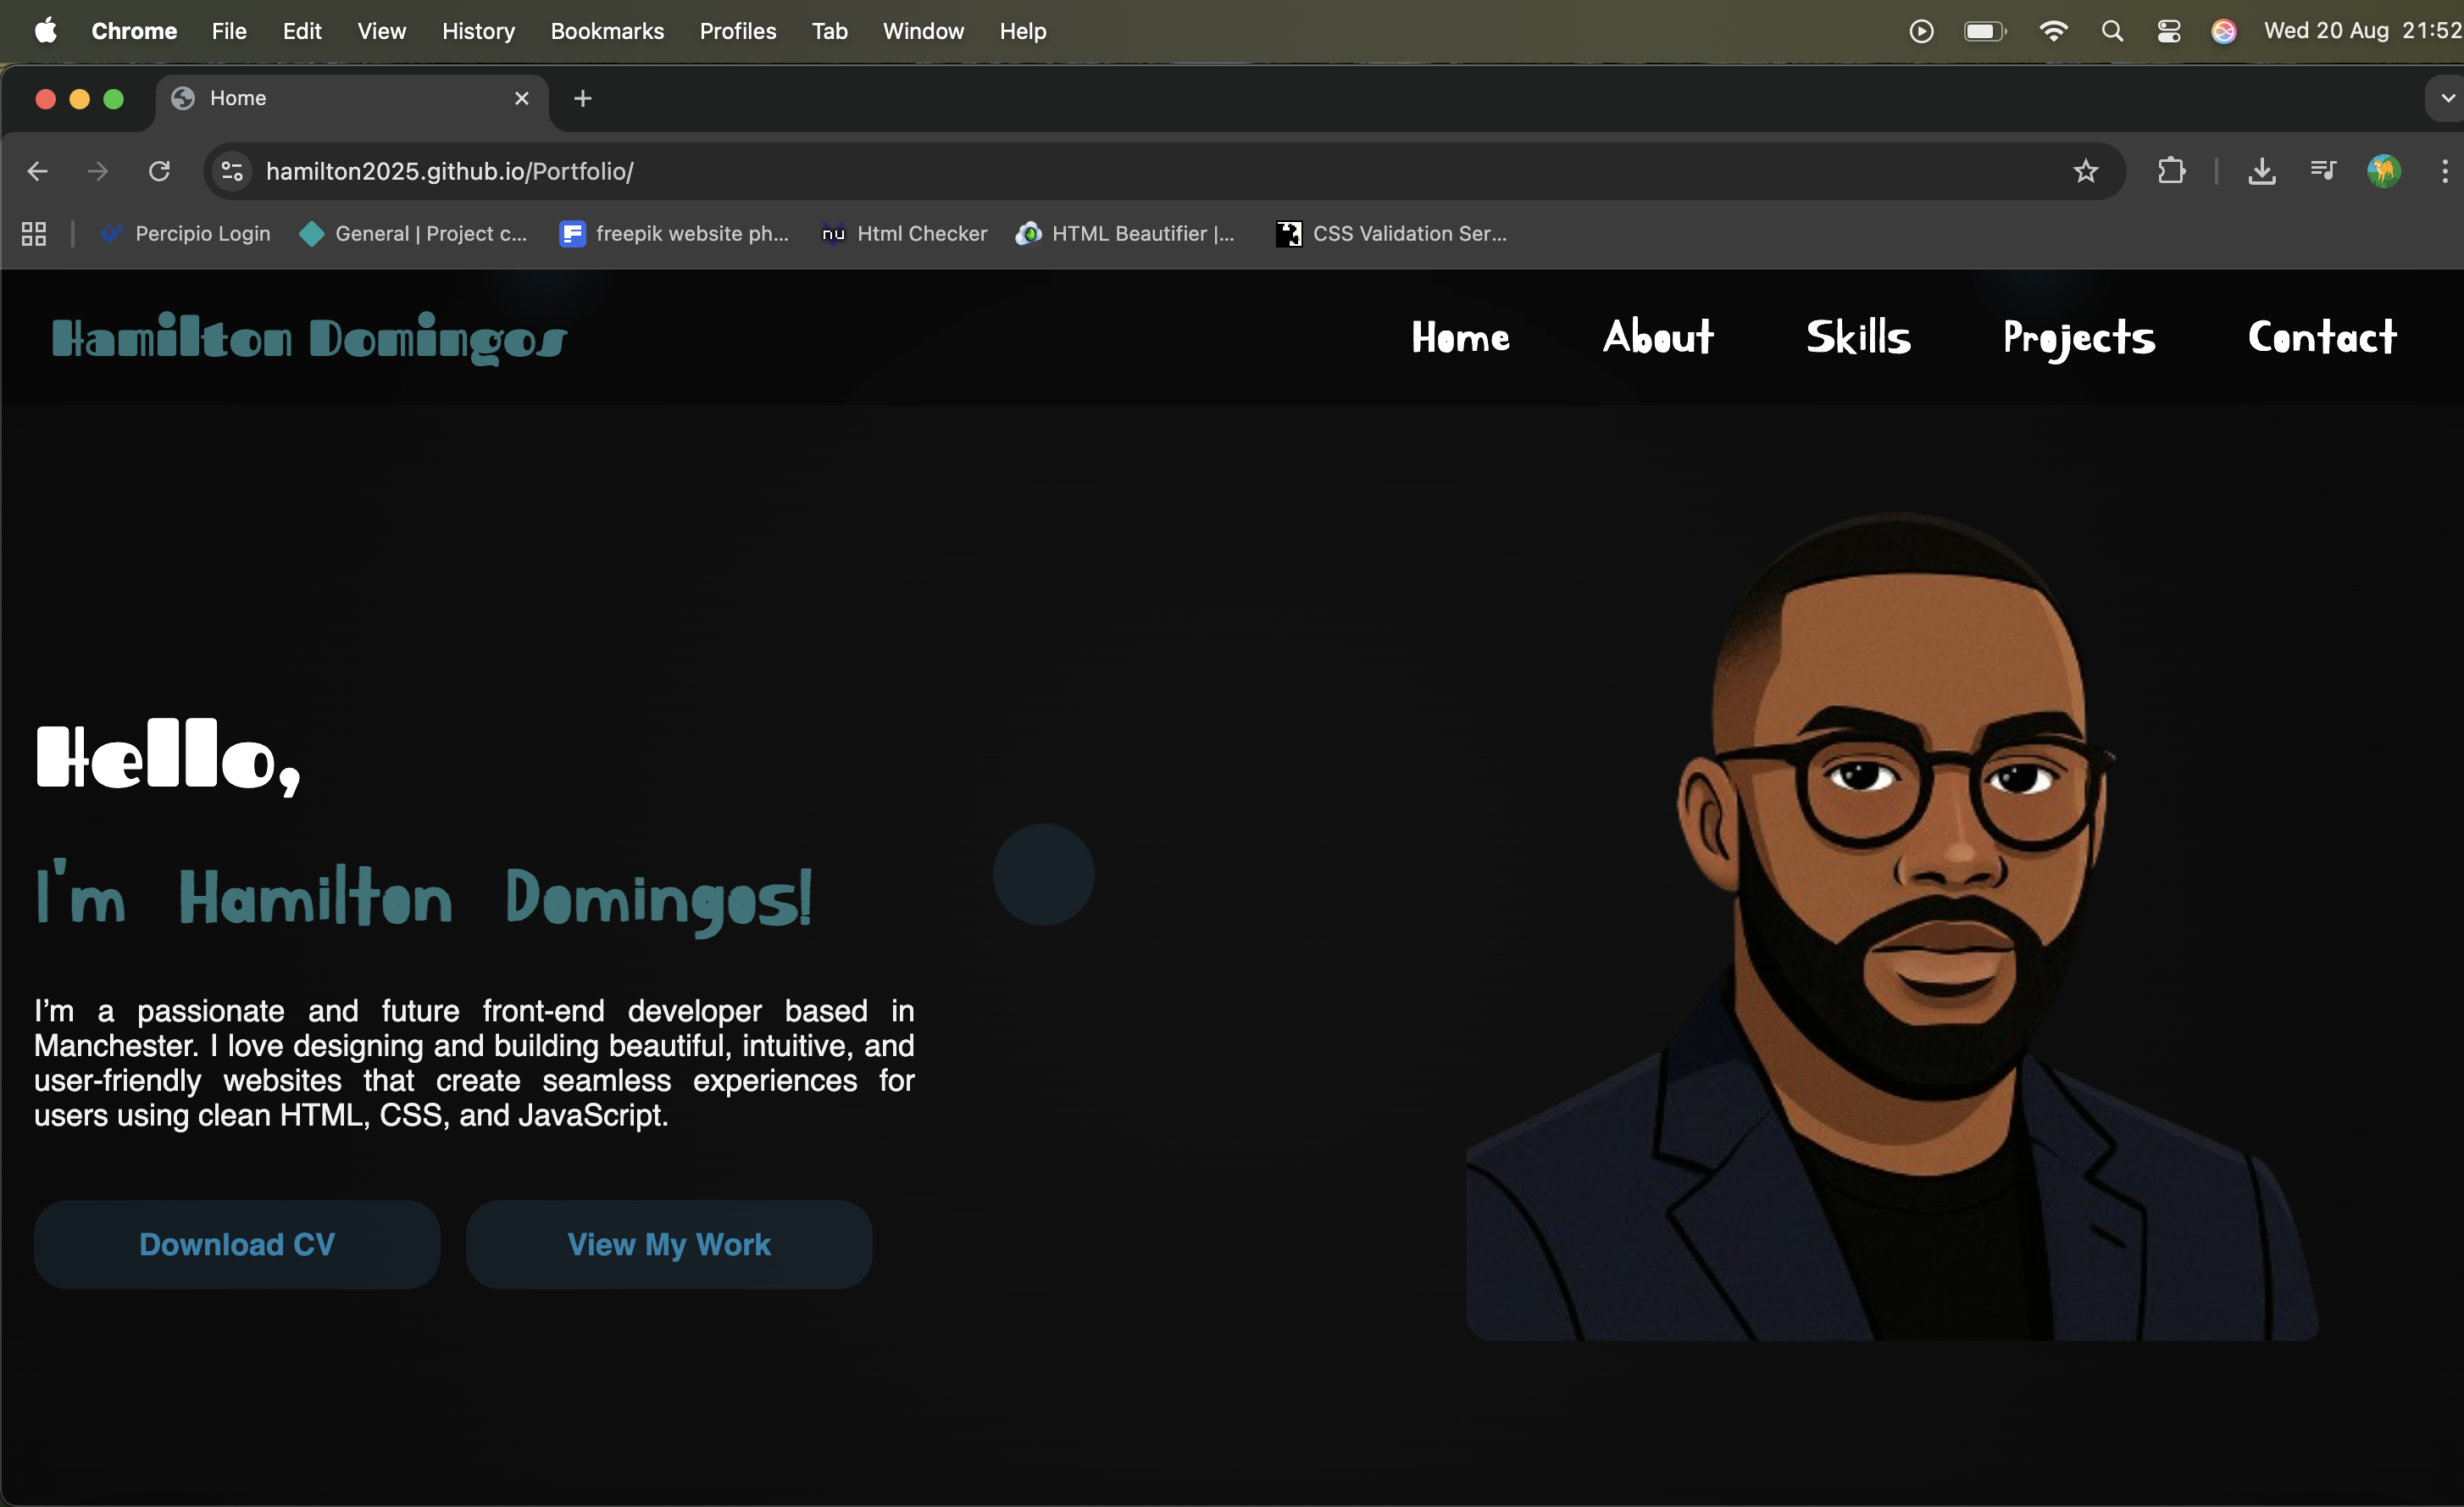 Chrome File Edit View History Bookmarks Profiles Tab Window Help Wed 20 Aug 21:52
Home
hamilton2025.github.io/Portfolio/
Percipio Login General | Project c... freepik website ph... nu Html Checker HTML Beautifier |... CSS Validation Ser...
Hamilton Domingos Home About Skills Projects Contact
Hello,
I'm Hamilton Domingos!
I’m a passionate and future front-end developer based in
Manchester. I love designing and building beautiful, intuitive, and
user-friendly websites that create seamless experiences for
users using clean HTML, CSS, and JavaScript.
Download CV View My Work